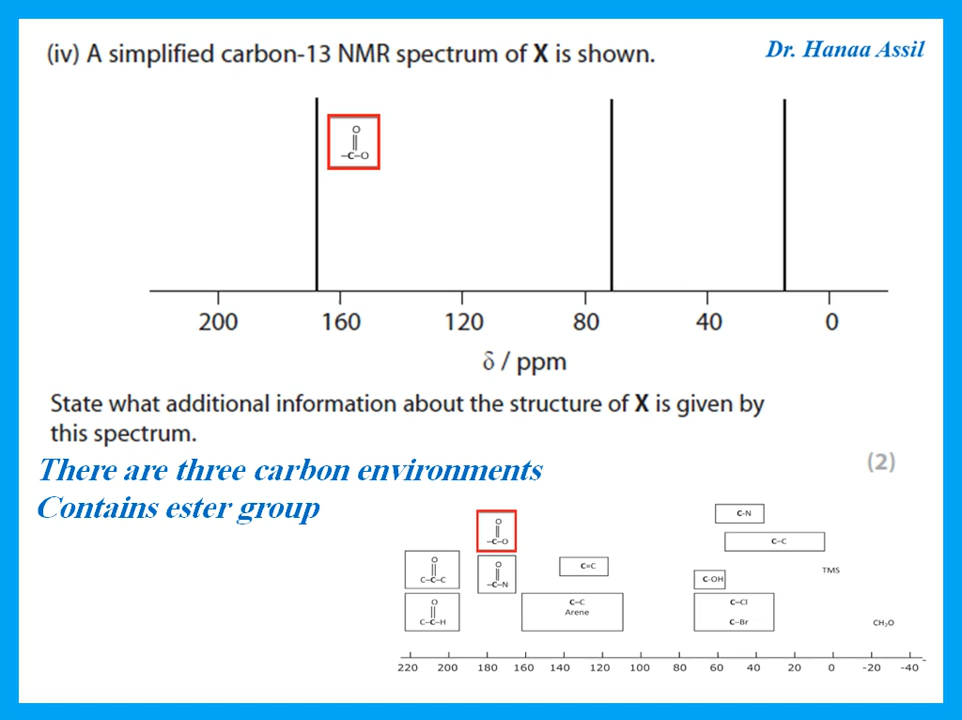 (iv) A simplified carbon-13 NMR spectrum of X is shown.
Dr. Hanaa Assil
O
–C–O
200 160 120 80 40 0
δ / ppm
State what additional information about the structure of X is given by
this spectrum.
(2)
There are three carbon environments
Contains ester group
C-N
O
–C–O
C–C
O
C–C–C
O
–C–N
C=C
C-OH
TMS
O
C–C–H
C–C
Arene
C–Cl
C–Br
CH₂O
220 200 180 160 140 120 100 80 60 40 20 0 -20 -40